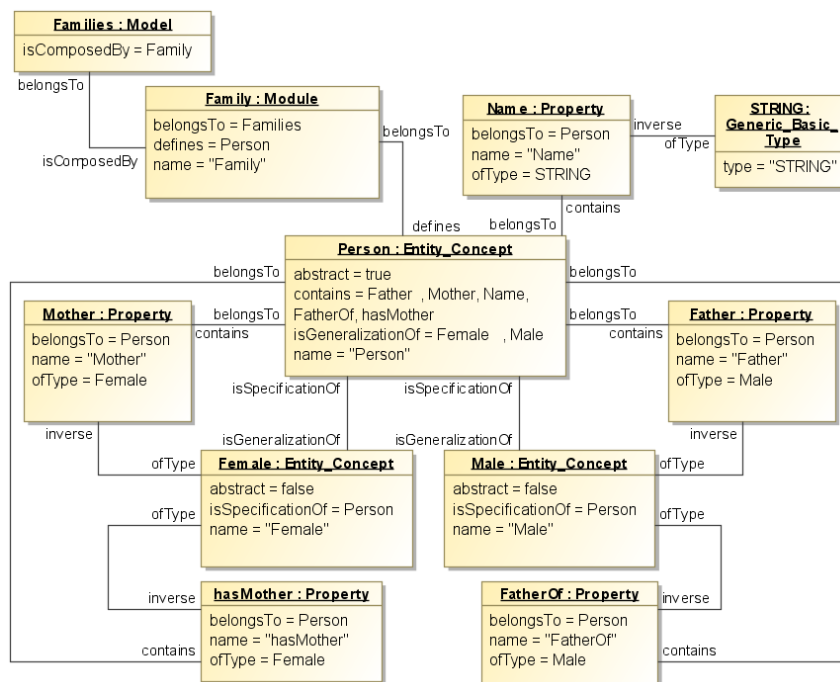 Families : Model
isComposedBy = Family
belongsTo
Family : Module
belongsTo = Families
defines = Person
name = "Family"
isComposedBy
belongsTo
defines
Name : Property
belongsTo = Person
name = "Name"
ofType = STRING
inverse
ofType
STRING:
Generic_Basic_
Type
type = "STRING"
contains
belongsTo
Person : Entity_Concept
abstract = true
contains = Father , Mother, Name,
FatherOf, hasMother
isGeneralizationOf = Female , Male
name = "Person"
belongsTo
belongsTo
Mother : Property
belongsTo = Person
name = "Mother"
ofType = Female
belongsTo
contains
belongsTo
contains
Father : Property
belongsTo = Person
name = "Father"
ofType = Male
isSpecificationOf
isSpecificationOf
isGeneralizationOf
isGeneralizationOf
inverse
ofType
inverse
ofType
Female : Entity_Concept
abstract = false
isSpecificationOf = Person
name = "Female"
Male : Entity_Concept
abstract = false
isSpecificationOf = Person
name = "Male"
ofType
inverse
ofType
inverse
hasMother : Property
belongsTo = Person
name = "hasMother"
ofType = Female
contains
FatherOf : Property
belongsTo = Person
name = "FatherOf"
ofType = Male
contains